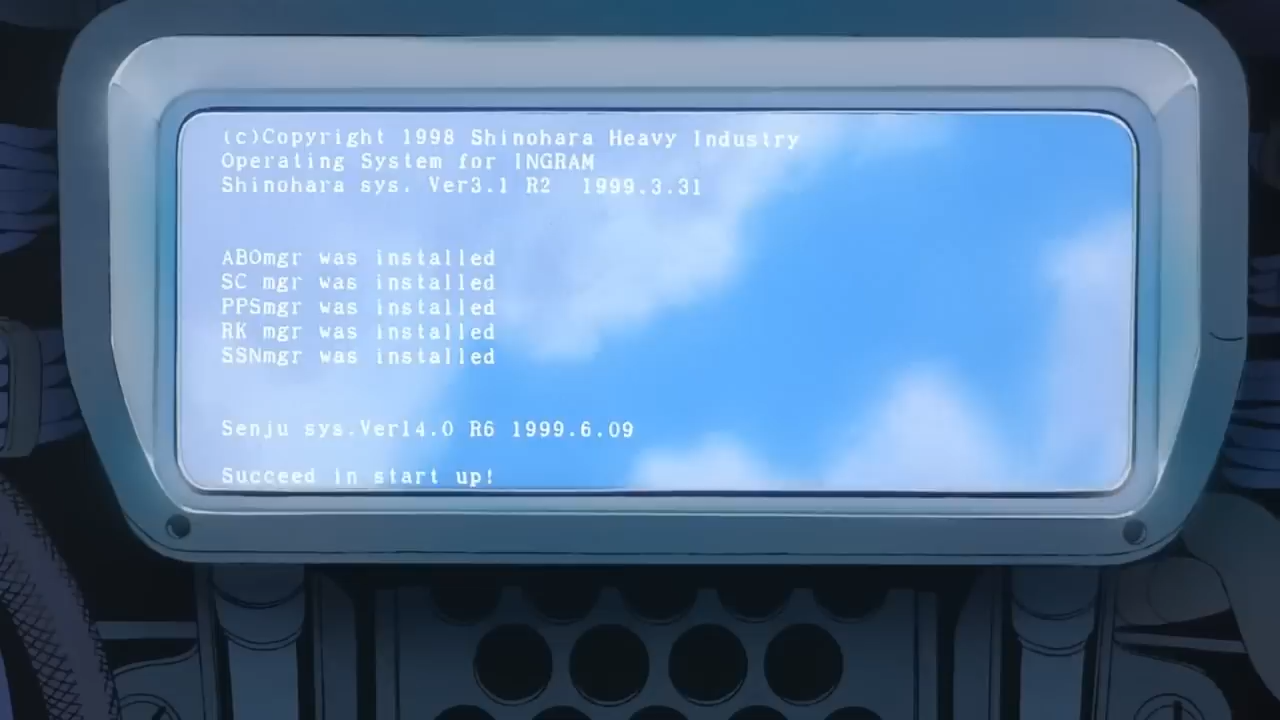 (c)Copyright 1998 Shinohara Heavy Industry
Operating System for INGRAM
Shinohara sys. Ver3.1 R2  1999.3.31
ABOmgr was installed
SC mgr was installed
PPSmgr was installed
RK mgr was installed
SSNmgr was installed
Senju sys.Ver14.0 R6 1999.6.09
Succeed in start up!